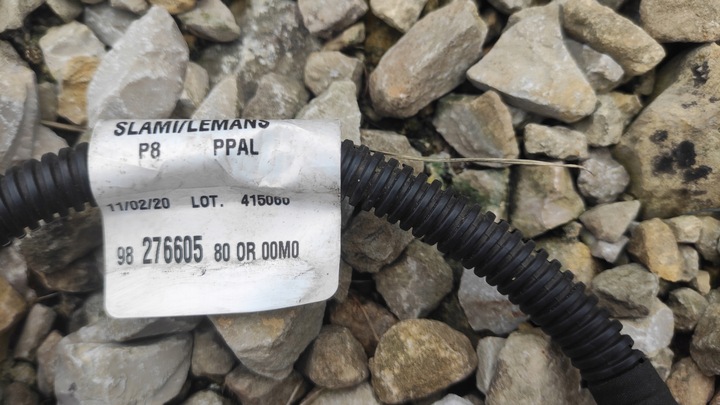 SLAMI/LEMANS
P8 PPAL
11/02/20 LOT. 415060
98 276605 80 OR 00M0